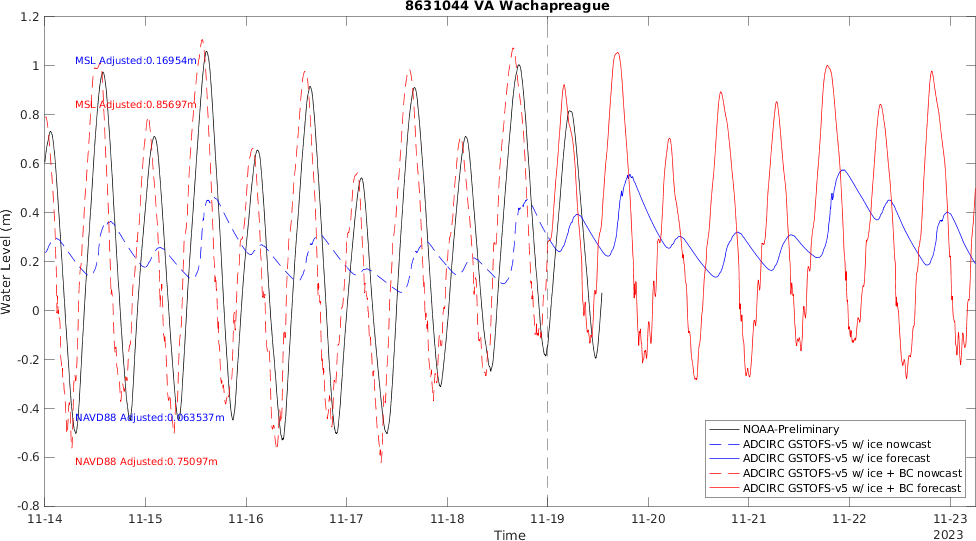 8631044 VA Wachapreague
1.2
1
0.8
0.6
0.4
0.2
0
-0.2
-0.4
-0.6
-0.8
Water Level (m)
MSL Adjusted:0.16954m
MSL Adjusted:0.85697m
NAVD88 Adjusted:0.063537m
NAVD88 Adjusted:0.75097m
NOAA-Preliminary
ADCIRC GSTOFS-v5 w/ ice nowcast
ADCIRC GSTOFS-v5 w/ ice forecast
ADCIRC GSTOFS-v5 w/ ice + BC nowcast
ADCIRC GSTOFS-v5 w/ ice + BC forecast
11-14 11-15 11-16 11-17 11-18 11-19 11-20 11-21 11-22 11-23
Time
2023